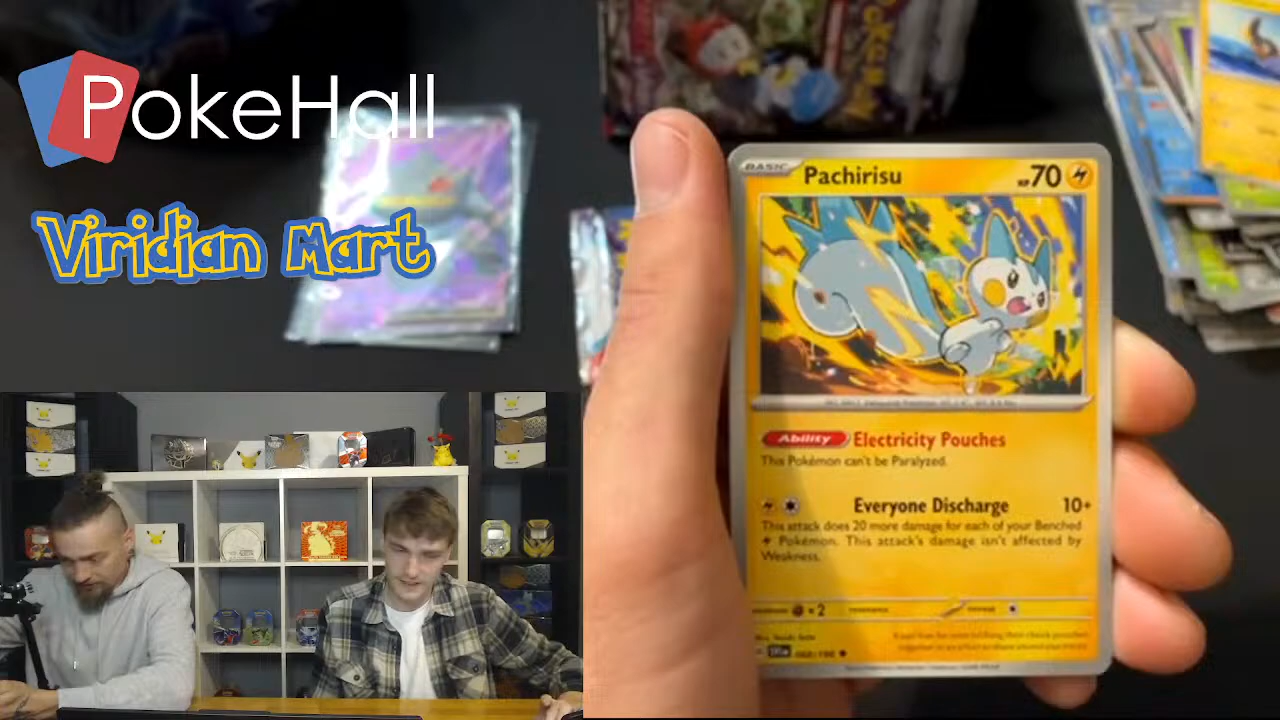 PokeHall
Viridian Mart
BASIC
Pachirisu
HP70
Ability Electricity Pouches
This Pokémon can't be Paralyzed.
Everyone Discharge 10+
This attack does 20 more damage for each of your Benched
Pokémon. This attack's damage isn't affected by
Weakness.
x2